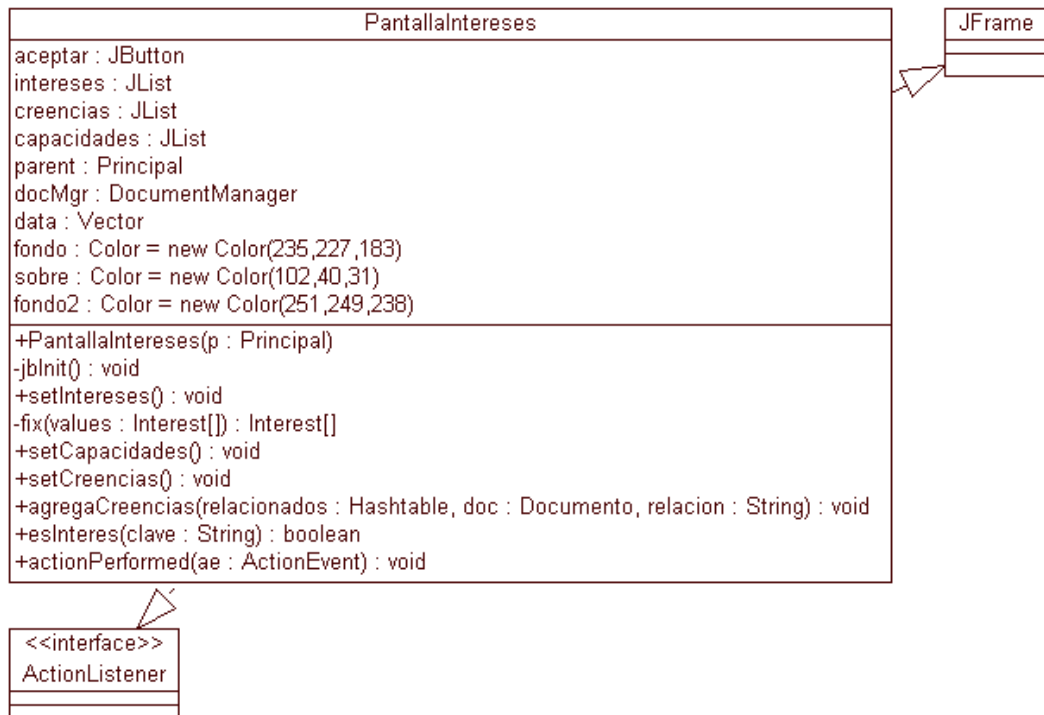 PantallaIntereses
JFrame
aceptar : JButton
intereses : JList
creencias : JList
capacidades : JList
parent : Principal
docMgr : DocumentManager
data : Vector
fondo : Color = new Color(235,227,183)
sobre : Color = new Color(102,40,31)
fondo2 : Color = new Color(251,249,238)
+PantallaIntereses(p : Principal)
-jbInit() : void
+setIntereses() : void
-fix(values : Interest[]) : Interest[]
+setCapacidades() : void
+setCreencias() : void
+agregaCreencias(relacionados : Hashtable, doc : Documento, relacion : String) : void
+esInteres(clave : String) : boolean
+actionPerformed(ae : ActionEvent) : void
<<interface>>
ActionListener